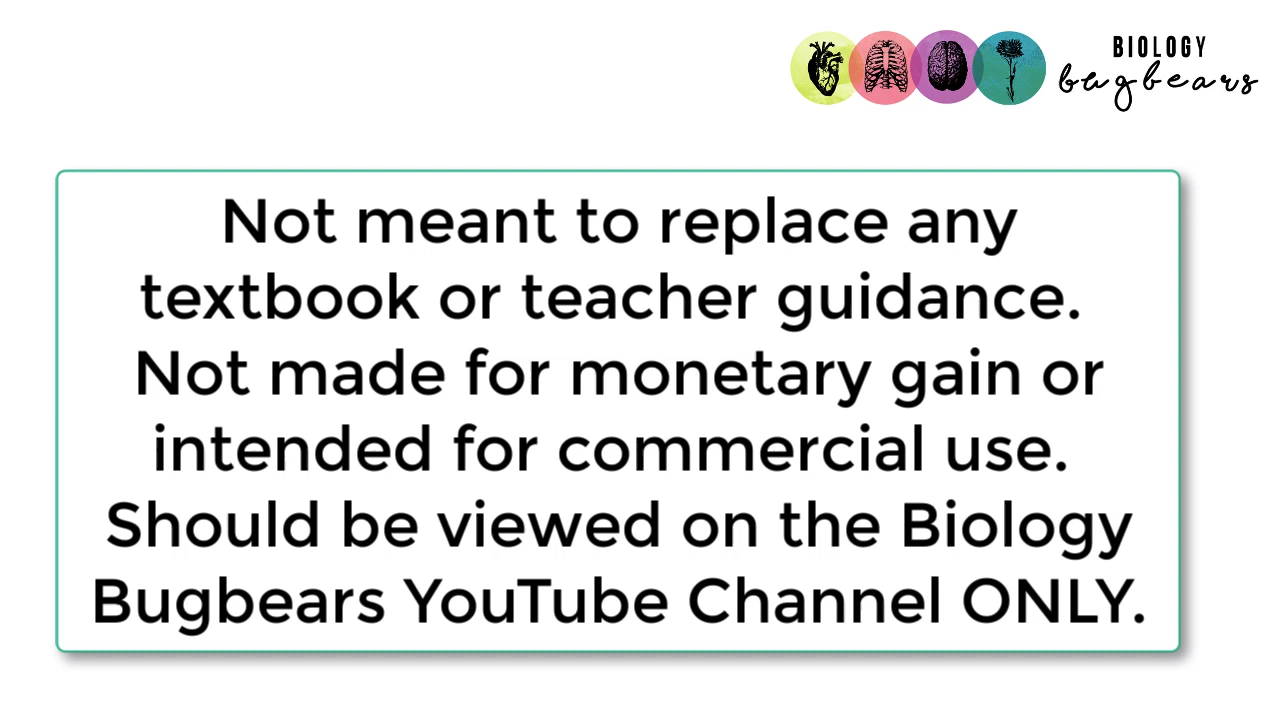 BIOLOGY
bugbears
Not meant to replace any
textbook or teacher guidance.
Not made for monetary gain or
intended for commercial use.
Should be viewed on the Biology
Bugbears YouTube Channel ONLY.